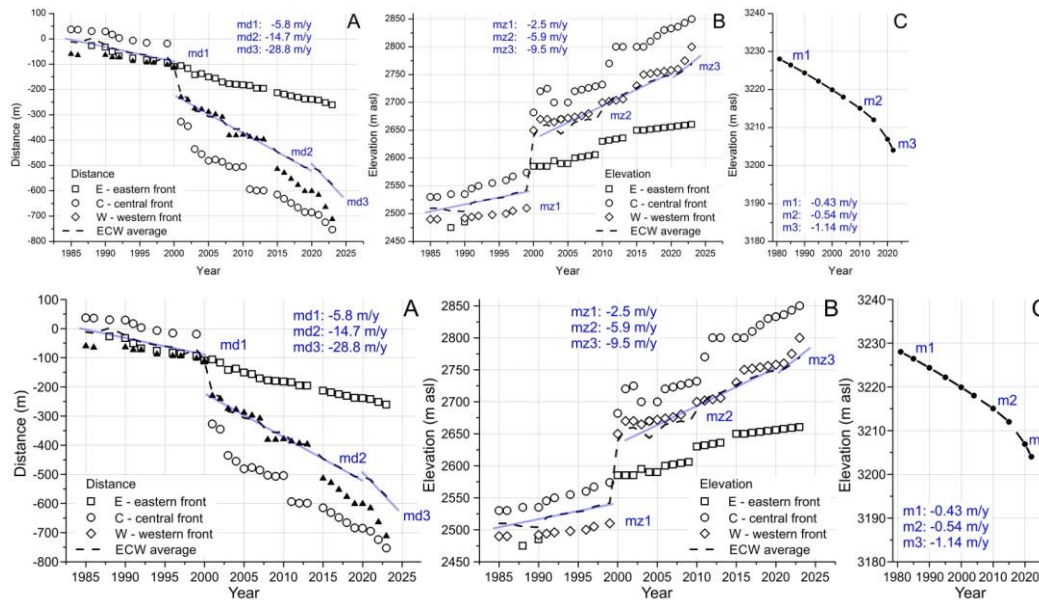 A
100
0
-100
-200
-300
-400
-500
-600
-700
-800
Distance (m)
md1: -5.8 m/y
md2: -14.7 m/y
md3: -28.8 m/y
md1
md2
md3
Distance
E - eastern front
C - central front
W - western front
ECW average
1985 1990 1995 2000 2005 2010 2015 2020 2025
Year
B
2850
2800
2750
2700
2650
2600
2550
2500
2450
Elevation (m asl)
mz1: -2.5 m/y
mz2: -5.9 m/y
mz3: -9.5 m/y
mz3
mz2
mz1
Elevation
E - eastern front
C - central front
W - western front
ECW average
1985 1990 1995 2000 2005 2010 2015 2020 2025
Year
C
3240
3230
3220
3210
3200
3190
3180
Elevation (m asl)
m1
m2
m3
m1: -0.43 m/y
m2: -0.54 m/y
m3: -1.14 m/y
1980 1990 2000 2010 2020
Year
A
100
0
-100
-200
-300
-400
-500
-600
-700
-800
Distance (m)
md1: -5.8 m/y
md2: -14.7 m/y
md3: -28.8 m/y
md1
md2
md3
Distance
E - eastern front
C - central front
W - western front
ECW average
1985 1990 1995 2000 2005 2010 2015 2020 2025
Year
B
2850
2800
2750
2700
2650
2600
2550
2500
2450
Elevation (m asl)
mz1: -2.5 m/y
mz2: -5.9 m/y
mz3: -9.5 m/y
mz3
mz2
mz1
Elevation
E - eastern front
C - central front
W - western front
ECW average
1985 1990 1995 2000 2005 2010 2015 2020 2025
Year
3240
3230
3220
3210
3200
3190
3180
Elevation (m asl)
m1
m2
m1: -0.43 m/y
m2: -0.54 m/y
m3: -1.14 m/y
1980 1990 2000 2010 2020
Year